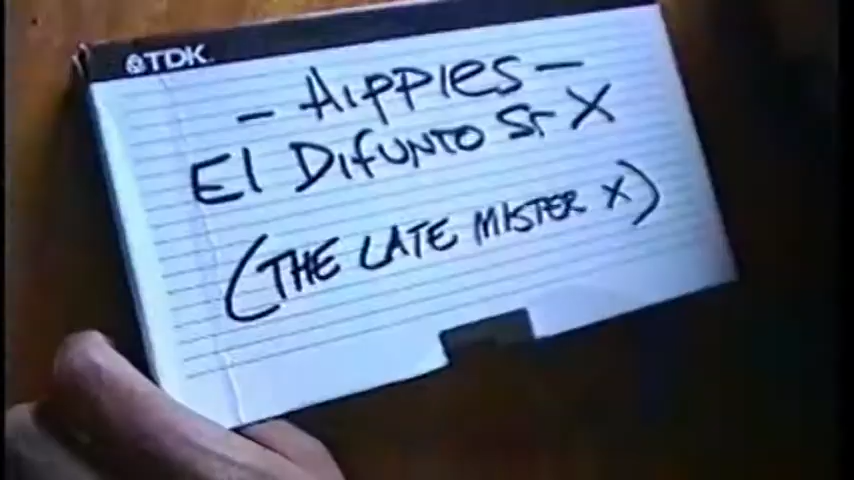 TDK
- HIPPIES -
El DifuNTO Sr X
(THE LATE MISTER X)